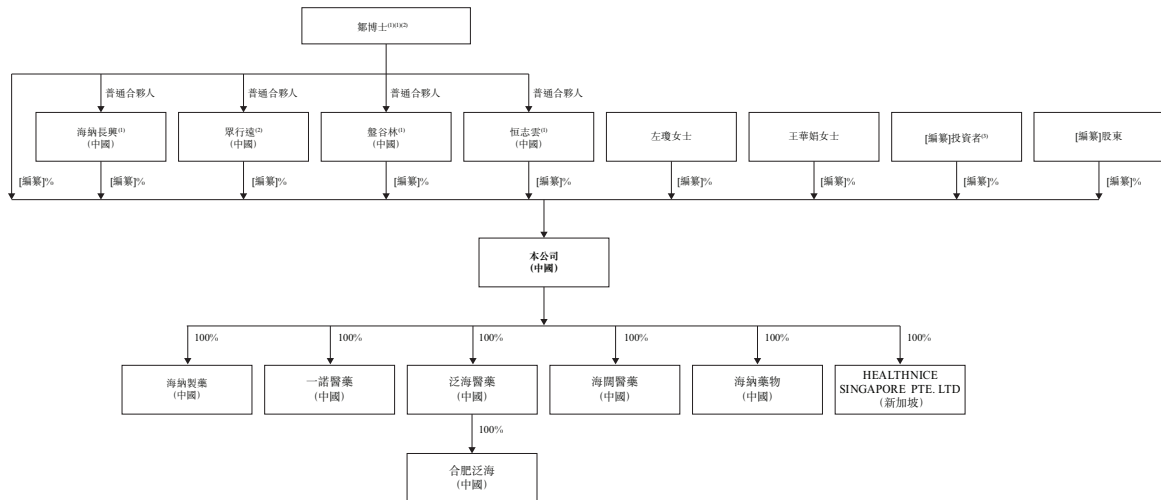 鄒博士⁽¹⁾⁽¹⁾⁽²⁾
普通合夥人 普通合夥人 普通合夥人 普通合夥人
海納長興⁽¹⁾
(中國)
眾行遠⁽²⁾
(中國)
盤谷林⁽¹⁾
(中國)
恒志雲⁽¹⁾
(中國)
左瓊女士
王華娟女士
[編纂]投資者⁽³⁾
[編纂]股東
[編纂]% [編纂]% [編纂]% [編纂]% [編纂]% [編纂]% [編纂]% [編纂]% [編纂]%
本公司
(中國)
100% 100% 100% 100% 100% 100%
海納製藥
(中國)
一諾醫藥
(中國)
泛海醫藥
(中國)
海闊醫藥
(中國)
海納藥物
(中國)
HEALTHNICE
SINGAPORE PTE. LTD
(新加坡)
100%
合肥泛海
(中國)